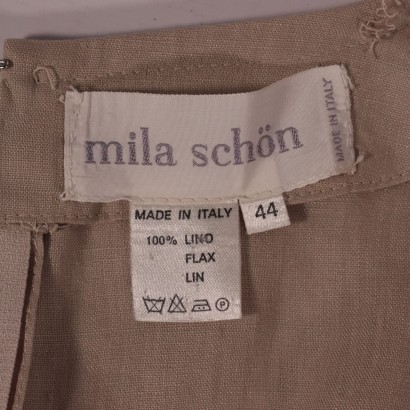 mila schön
MADE IN ITALY
MADE IN ITALY
44
100% LINO
FLAX
LIN
P